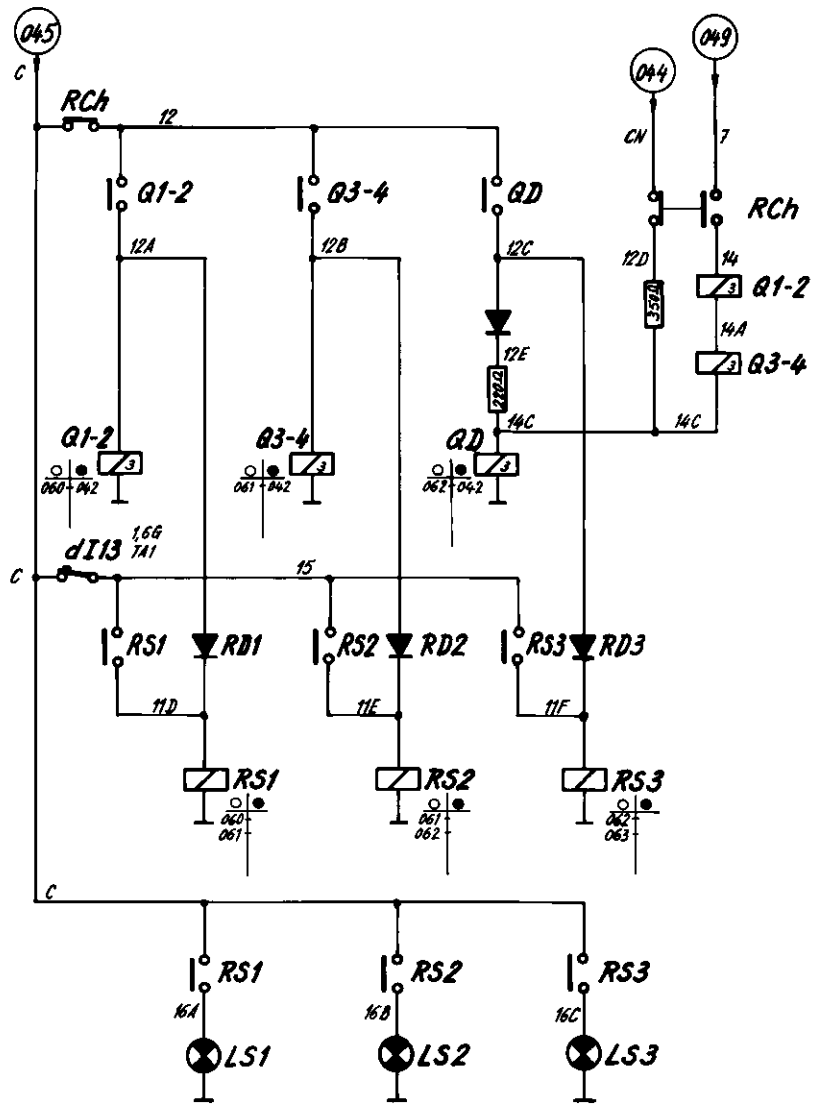 045
049
044
C
RCh
12
CN
7
Q1-2
Q3-4
QD
RCh
12A
12B
12C
12D
14
350Ω
3 Q1-2
14A
12E
3 Q3-4
220Ω
14C
14C
Q1-2
Q3-4
QD
3
3
3
060 042
061 042
062 042
dI13
1,6G
TA1
C
15
RS1
RD1
RS2
RD2
RS3
RD3
11D
11E
11F
RS1
RS2
RS3
060
061
061
062
062
063
C
RS1
RS2
RS3
16A
16B
16C
LS1
LS2
LS3